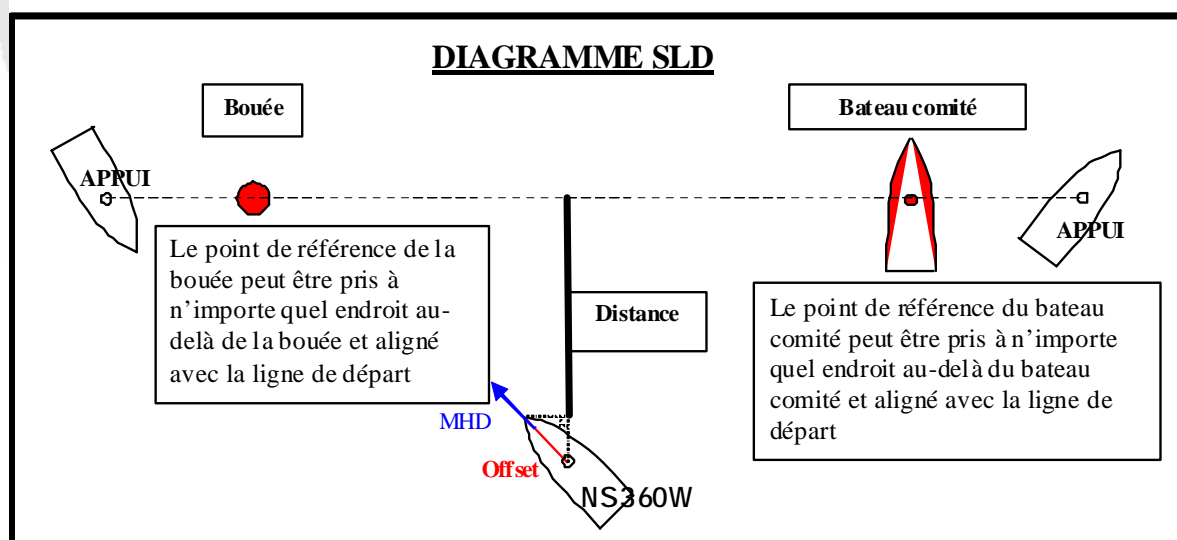 DIAGRAMME SLD
Bouée
Bateau comité
APPUI
APPUI
Le point de référence de la
bouée peut être pris à
n'importe quel endroit au-
delà de la bouée et aligné
avec la ligne de départ
Distance
Le point de référence du bateau
comité peut être pris à n'importe
quel endroit au-delà du bateau
comité et aligné avec la ligne de
départ
MHD
Offset
NS360W